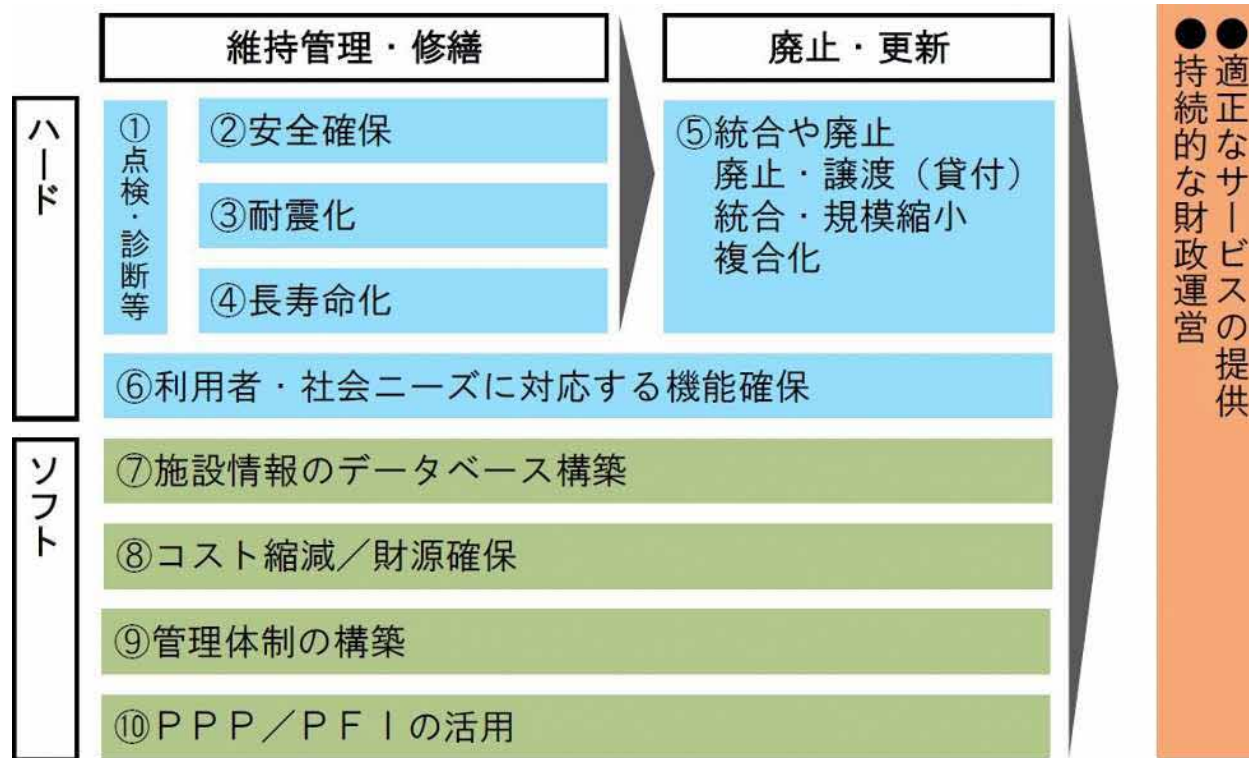 維持管理・修繕
廃止・更新
ハード
①点検・診断等
②安全確保
③耐震化
④長寿命化
⑤統合や廃止
廃止・譲渡（貸付）
統合・規模縮小
複合化
⑥利用者・社会ニーズに対応する機能確保
ソフト
⑦施設情報のデータベース構築
⑧コスト縮減／財源確保
⑨管理体制の構築
⑩ＰＰＰ／ＰＦＩの活用
●適正なサービスの提供
●持続的な財政運営